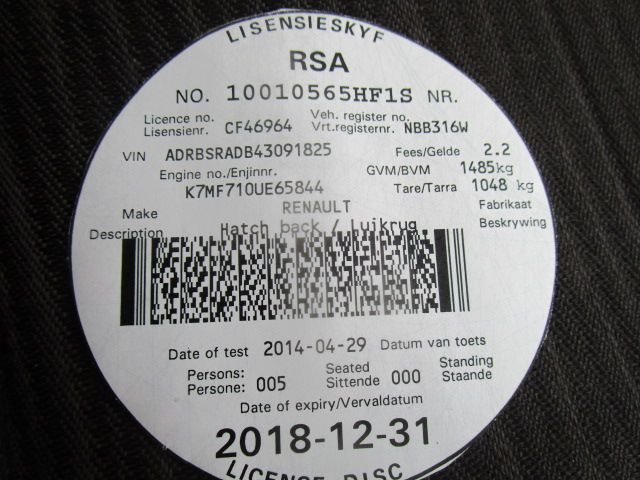 LISENSIESKYF
RSA
NO. 10010565HF1S NR.
Licence no. Veh. register no.
Lisensienr. CF46964 Vrt.registernr. NBB316W
VIN ADRBSRADB43091825 Fees/Gelde 2.2
Engine no./Enjinnr. GVM/BVM 1485kg
K7MF710UE65844 Tare/Tarra 1048 kg
Make RENAULT Fabrikaat
Description Hatch back / Luikrug Beskrywing
Date of test 2014-04-29 Datum van toets
Persons: Seated Standing
Persone: 005 Sittende 000 Staande
Date of expiry/Vervaldatum
2018-12-31
LICENCE DISC